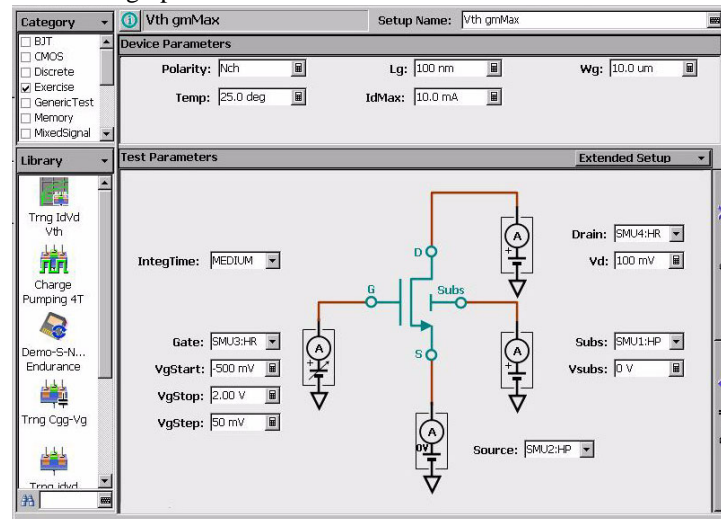 Category
Vth gmMax
Setup Name: Vth gmMax
BJT
CMOS
Discrete
Exercise
GenericTest
Memory
MixedSignal
Device Parameters
Polarity: Nch
Lg: 100 nm
Wg: 10.0 um
Temp: 25.0 deg
IdMax: 10.0 mA
Library
Trng IdVd
Vth
Charge
Pumping 4T
Demo-S-N...
Endurance
Trng Cgg-Vg
Trng idvd
Test Parameters
Extended Setup
IntegTime: MEDIUM
Gate: SMU3:HR
VgStart: -500 mV
VgStop: 2.00 V
VgStep: 50 mV
D
G
Subs
S
A
A
A
A
0V
Drain: SMU4:HR
Vd: 100 mV
Subs: SMU1:HP
Vsubs: 0 V
Source: SMU2:HP